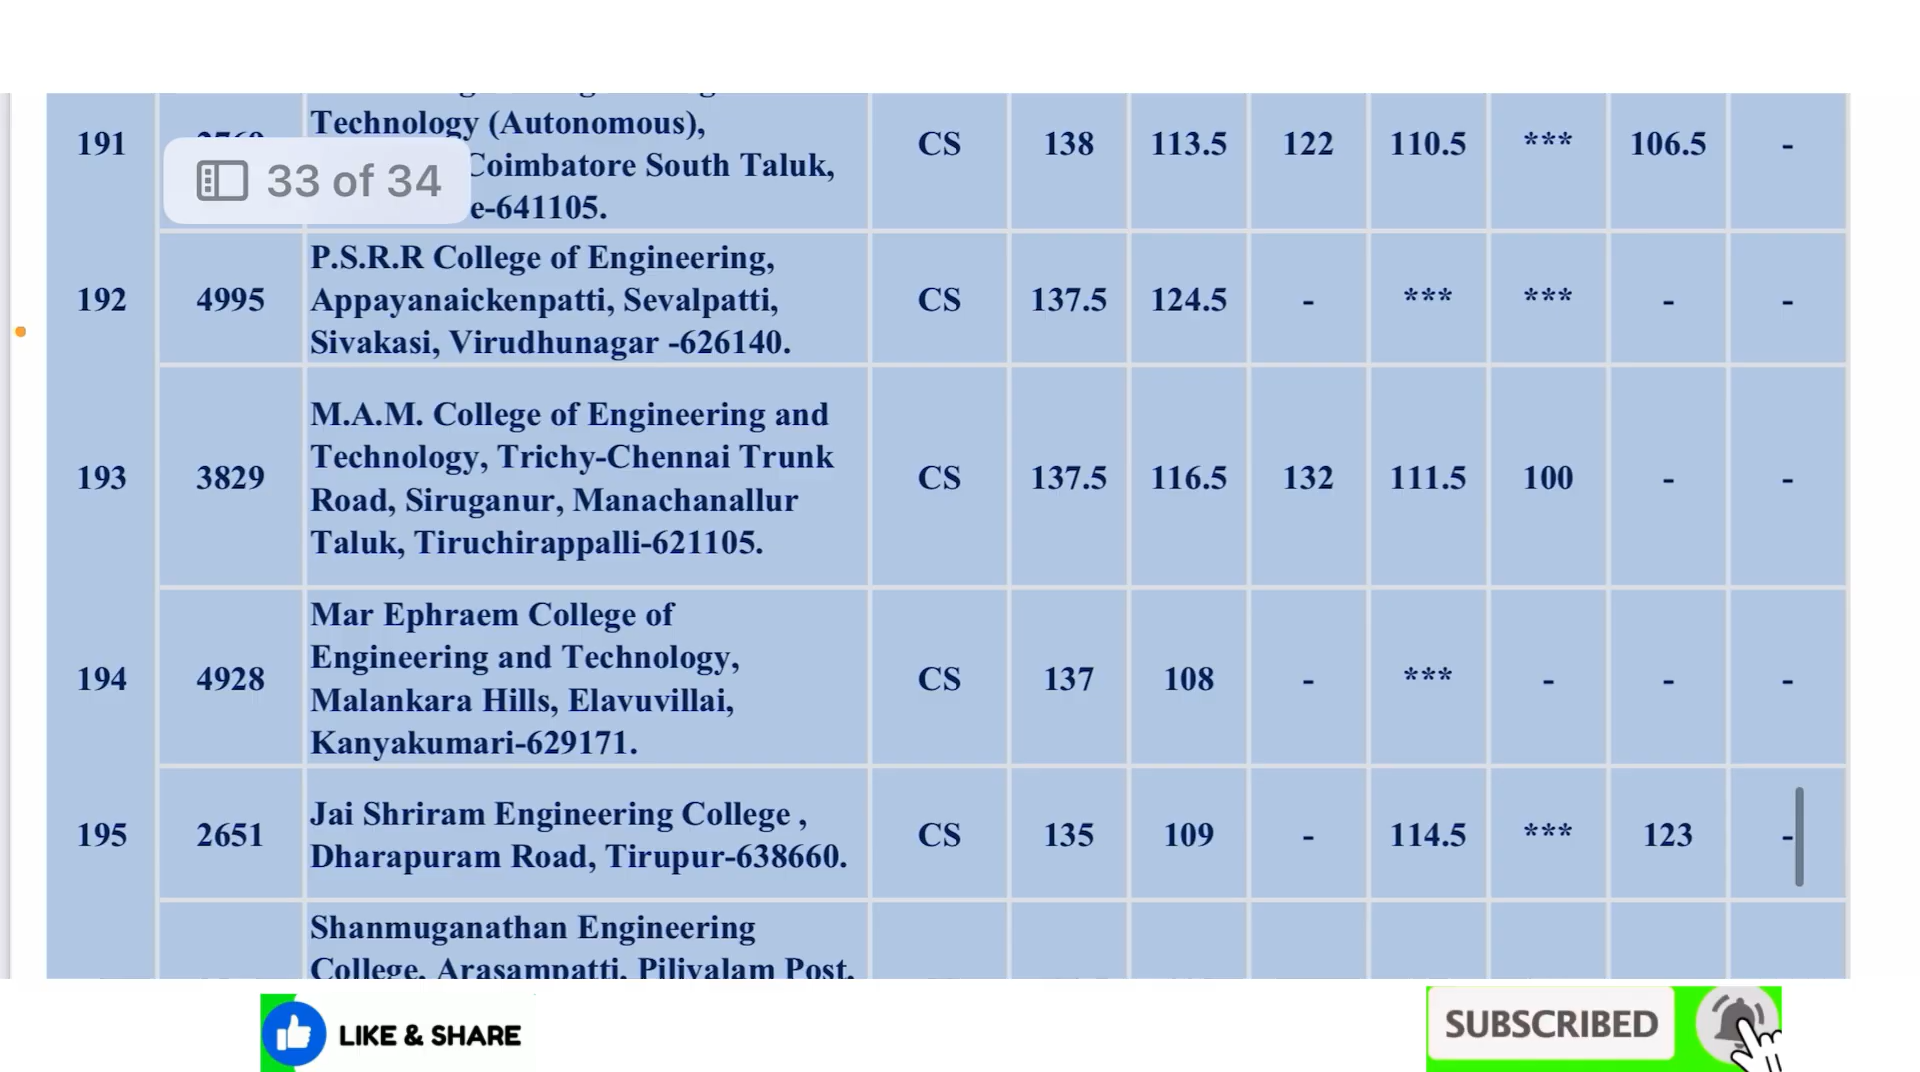 191
Technology (Autonomous),
Coimbatore South Taluk,
e-641105.
CS 138 113.5 122 110.5 *** 106.5 -
33 of 34
192 4995
P.S.R.R College of Engineering,
Appayanaickenpatti, Sevalpatti,
Sivakasi, Virudhunagar -626140.
CS 137.5 124.5 - *** *** - -
193 3829
M.A.M. College of Engineering and
Technology, Trichy-Chennai Trunk
Road, Siruganur, Manachanallur
Taluk, Tiruchirappalli-621105.
CS 137.5 116.5 132 111.5 100 - -
194 4928
Mar Ephraem College of
Engineering and Technology,
Malankara Hills, Elavuvillai,
Kanyakumari-629171.
CS 137 108 - *** - - -
195 2651
Jai Shriram Engineering College ,
Dharapuram Road, Tirupur-638660.
CS 135 109 - 114.5 *** 123 -
Shanmuganathan Engineering
College, Arasampatti, Pilivalam Post,
LIKE & SHARE
SUBSCRIBED